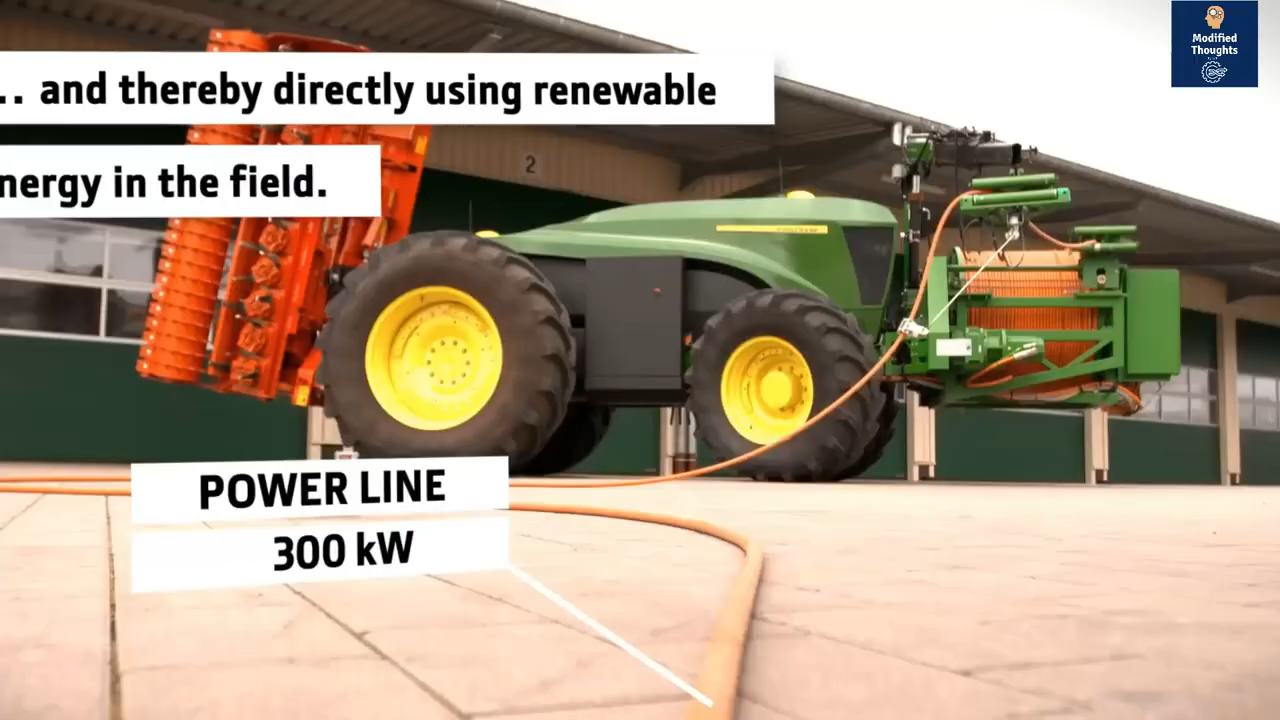 .. and thereby directly using renewable
nergy in the field.
Modified
Thoughts
2
POWER LINE
300 kW